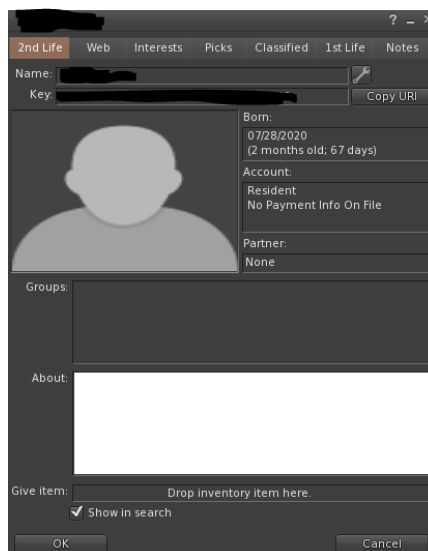 ? – ×
2nd Life Web Interests Picks Classified 1st Life Notes
Name:
Key: Copy URI
Born:
07/28/2020
(2 months old; 67 days)
Account:
Resident
No Payment Info On File
Partner:
None
Groups:
About:
Give item: Drop inventory item here.
Show in search
OK Cancel